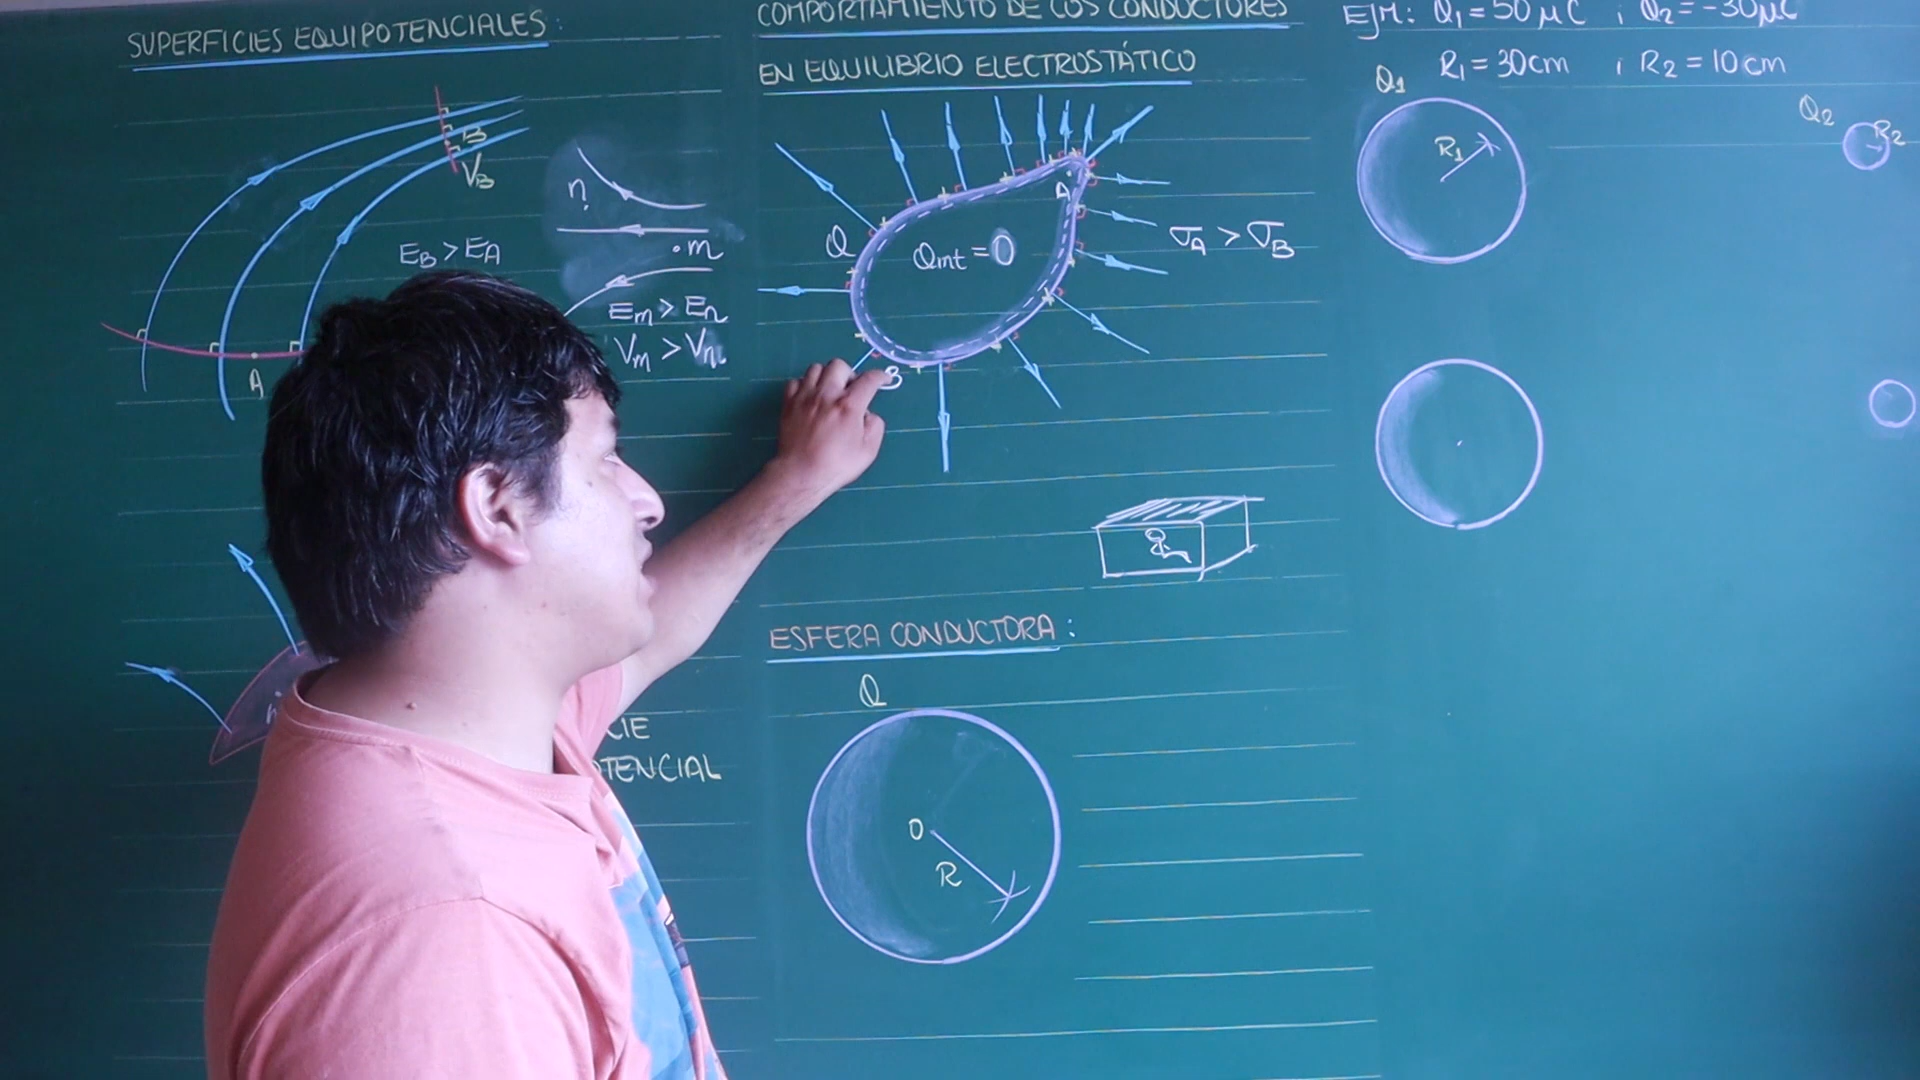 SUPERFICIES EQUIPOTENCIALES:
B
V_B
E_B > E_A
A
n
.m
E_m > E_n
V_m > V_n
CIE
TENCIAL
COMPORTAMIENTO DE LOS CONDUCTORES
EN EQUILIBRIO ELECTROSTÁTICO
Q
Q_int = 0
A
B
σ_A > σ_B
ESFERA CONDUCTORA:
Q
O
R
EJM: Q_1 = 50 μC ; Q_2 = -30 μC
R_1 = 30 cm ; R_2 = 10 cm
Q_1
R_1
Q_2
R_2